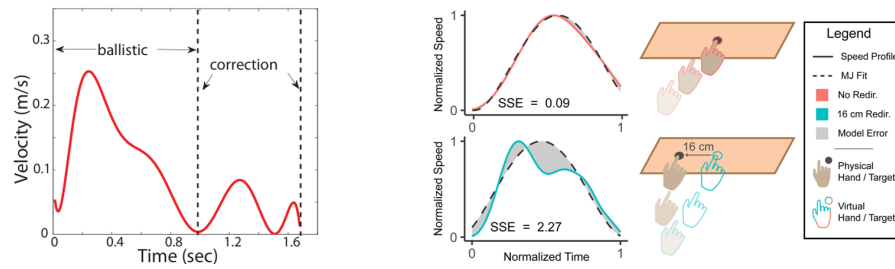 0.3
0.2
0.1
0
Velocity (m/s)
ballistic
correction
0
0.4
0.8
1.2
1.6
Time (sec)
1
0
Normalized Speed
SSE = 0.09
0
1
1
0
Normalized Speed
SSE = 2.27
0
1
Normalized Time
16 cm
Legend
Speed Profile
MJ Fit
No Redir.
16 cm Redir.
Model Error
Physical
Hand / Target
Virtual
Hand / Target